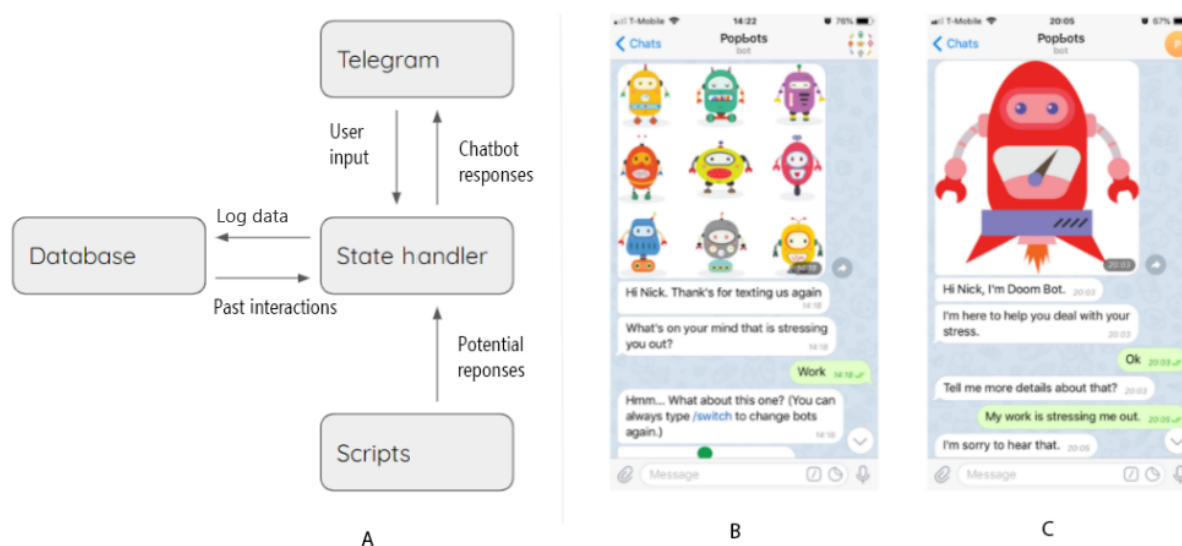 Telegram
User
input
Chatbot
responses
Log data
Database
State handler
Past interactions
Potential
reponses
Scripts
A
T-Mobile
14:22
76%
Chats
Popbots
bot
14:18
Hi Nick. Thank's for texting us again
14:18
What's on your mind that is stressing
you out?
14:18
Work 14:18
Hmm... What about this one? (You can
always type /switch to change bots
again.)
14:18
Message
B
T-Mobile
20:05
67%
Chats
Popbots
bot
P
20:03
Hi Nick, I'm Doom Bot. 20:03
I'm here to help you deal with your
stress.
20:03
Ok 20:03
Tell me more details about that? 20:03
My work is stressing me out. 20:05
I'm sorry to hear that. 20:05
Message
C